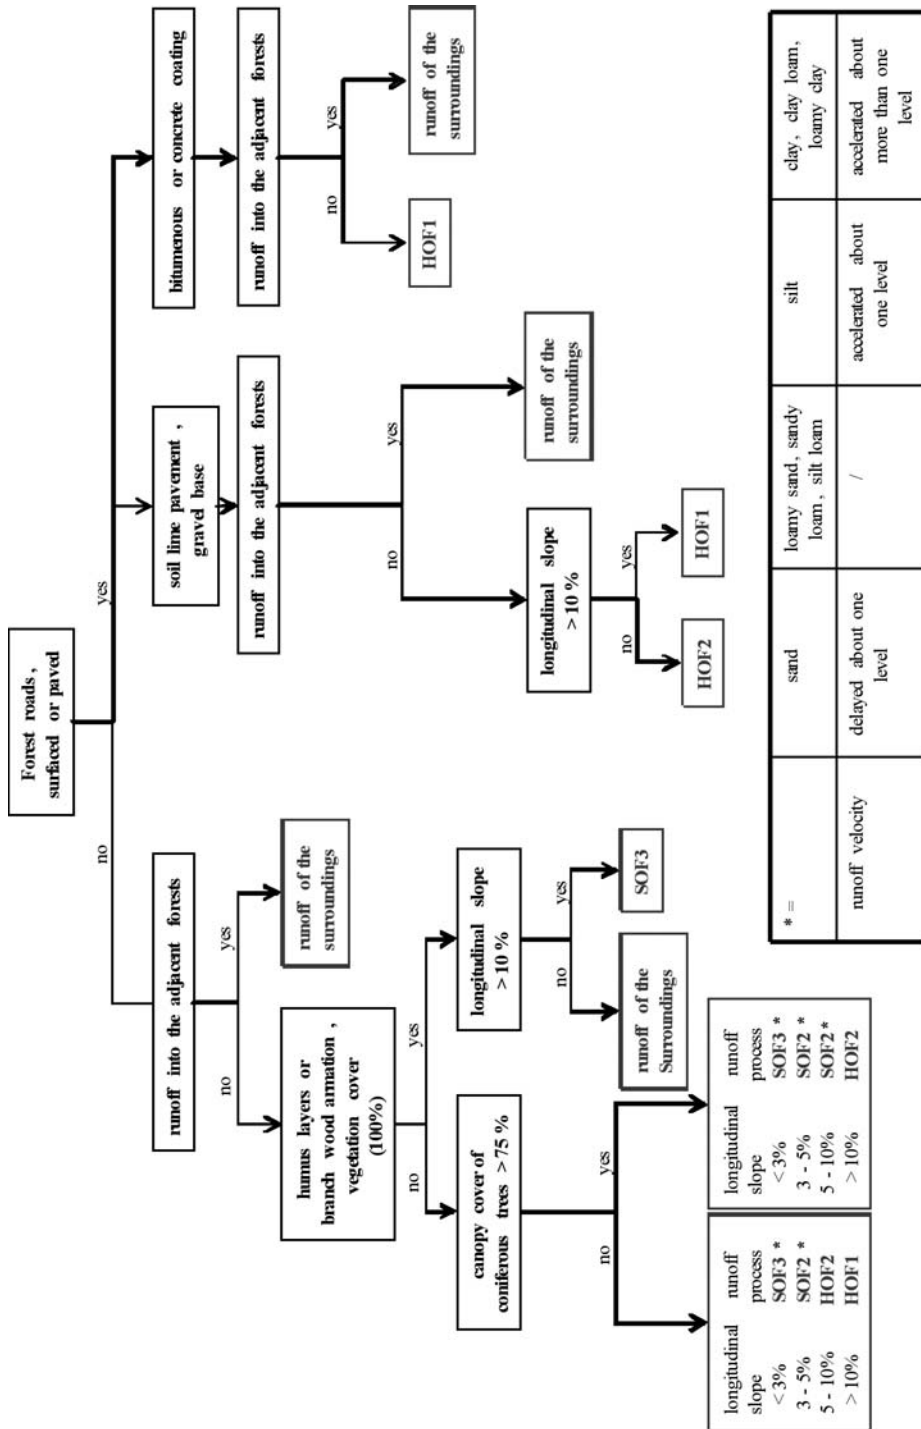 Forest roads ,
surfaced or paved
no
yes
runoff into the adjacent forests
soil lime pavement ,
gravel base
bitumenous or concrete coating
no
yes
runoff into the adjacent forests
runoff into the adjacent forests
humus layers or
branch wood armation ,
vegetation cover
(100%)
runoff of the
surroundings
no
yes
no
yes
HOF1
runoff of the
surroundings
no
yes
canopy cover of
coniferous trees > 75 %
longitudinal slope
> 10 %
longitudinal slope
> 10 %
runoff of the
surroundings
no
yes
no
yes
no
yes
runoff of the
Surroundings
SOF3
HOF2
HOF1
longitudinal runoff
slope process
< 3% SOF3 *
3 - 5% SOF2 *
5 - 10% HOF2
> 10% HOF1
longitudinal runoff
slope process
< 3% SOF3 *
3 - 5% SOF2 *
5 - 10% SOF2 *
> 10% HOF2
* =
sand
loamy sand , sandy
loam , silt loam
silt
clay , clay loam ,
loamy clay
runoff velocity
delayed about one
level
/
accelerated about
one level
accelerated about
more than one
level